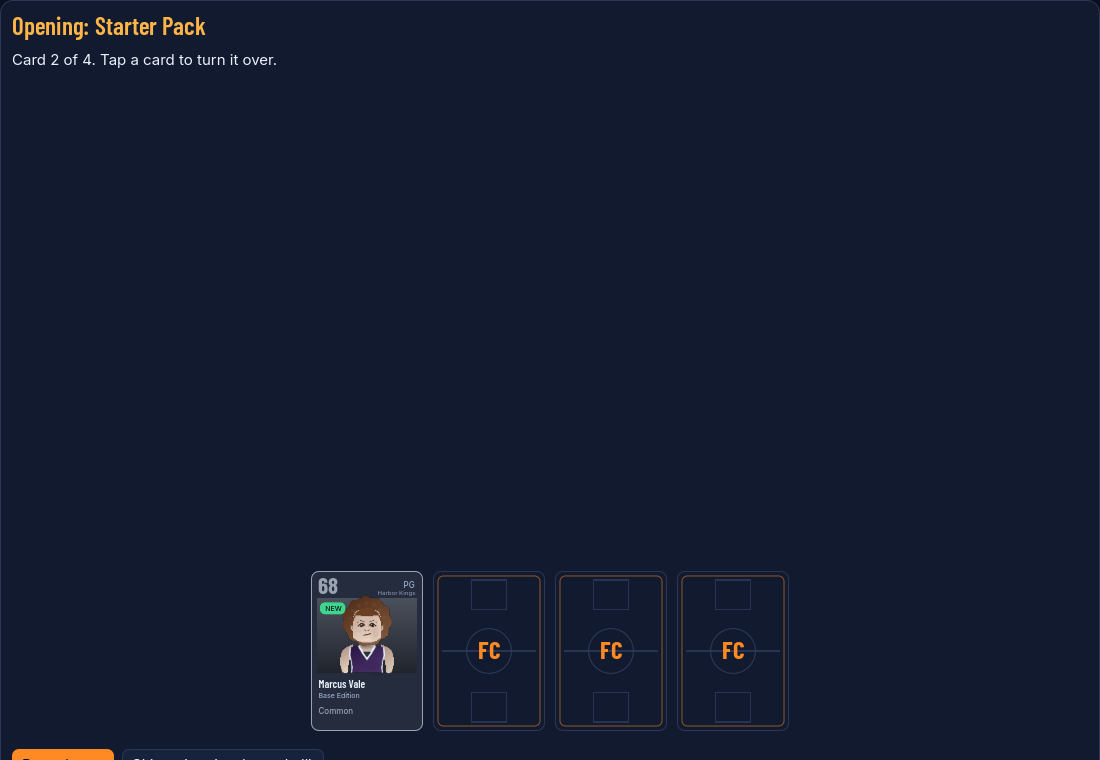 Opening: Starter Pack
Card 2 of 4. Tap a card to turn it over.
68
PG
Harbor Kings
NEW
Marcus Vale
Base Edition
Common
FC
FC
FC